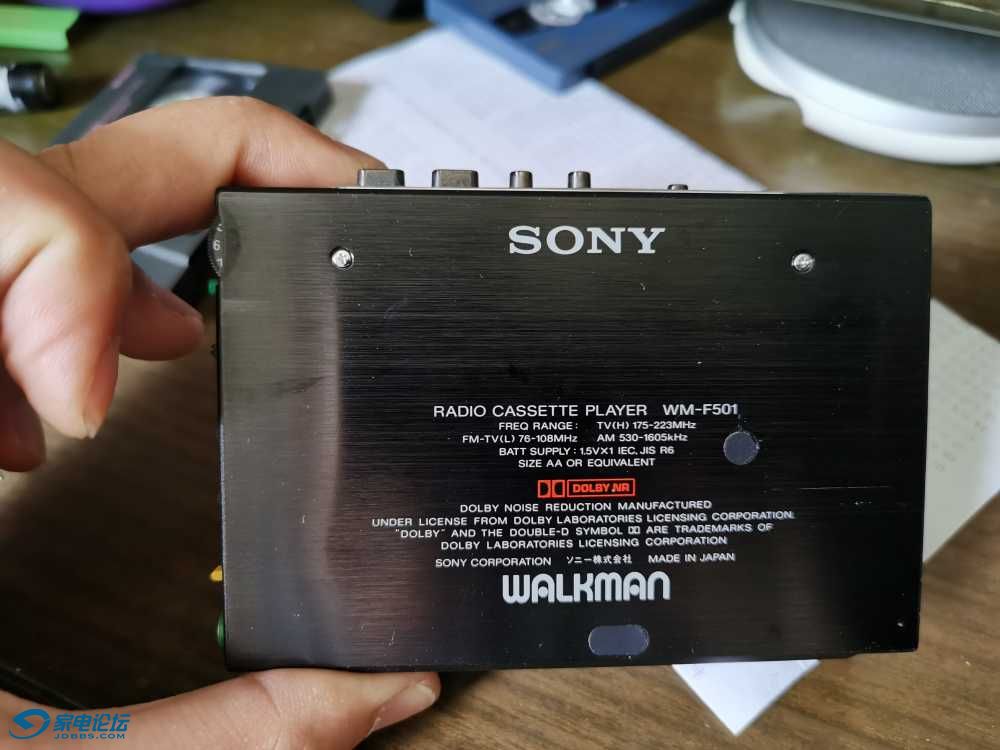 SONY
6
RADIO CASSETTE PLAYER WM-F501
FREQ RANGE: TV(H) 175-223MHz
FM-TV(L) 76-108MHz AM 530-1605kHz
BATT SUPPLY: 1.5VX1 IEC, JIS R6
SIZE AA OR EQUIVALENT
DOLBY NR
DOLBY NOISE REDUCTION MANUFACTURED
UNDER LICENSE FROM DOLBY LABORATORIES LICENSING CORPORATION.
"DOLBY" AND THE DOUBLE-D SYMBOL ARE TRADEMARKS OF
DOLBY LABORATORIES LICENSING CORPORATION
SONY CORPORATION ソニー株式会社 MADE IN JAPAN
WALKMAN
家电论坛
JDBBS.COM